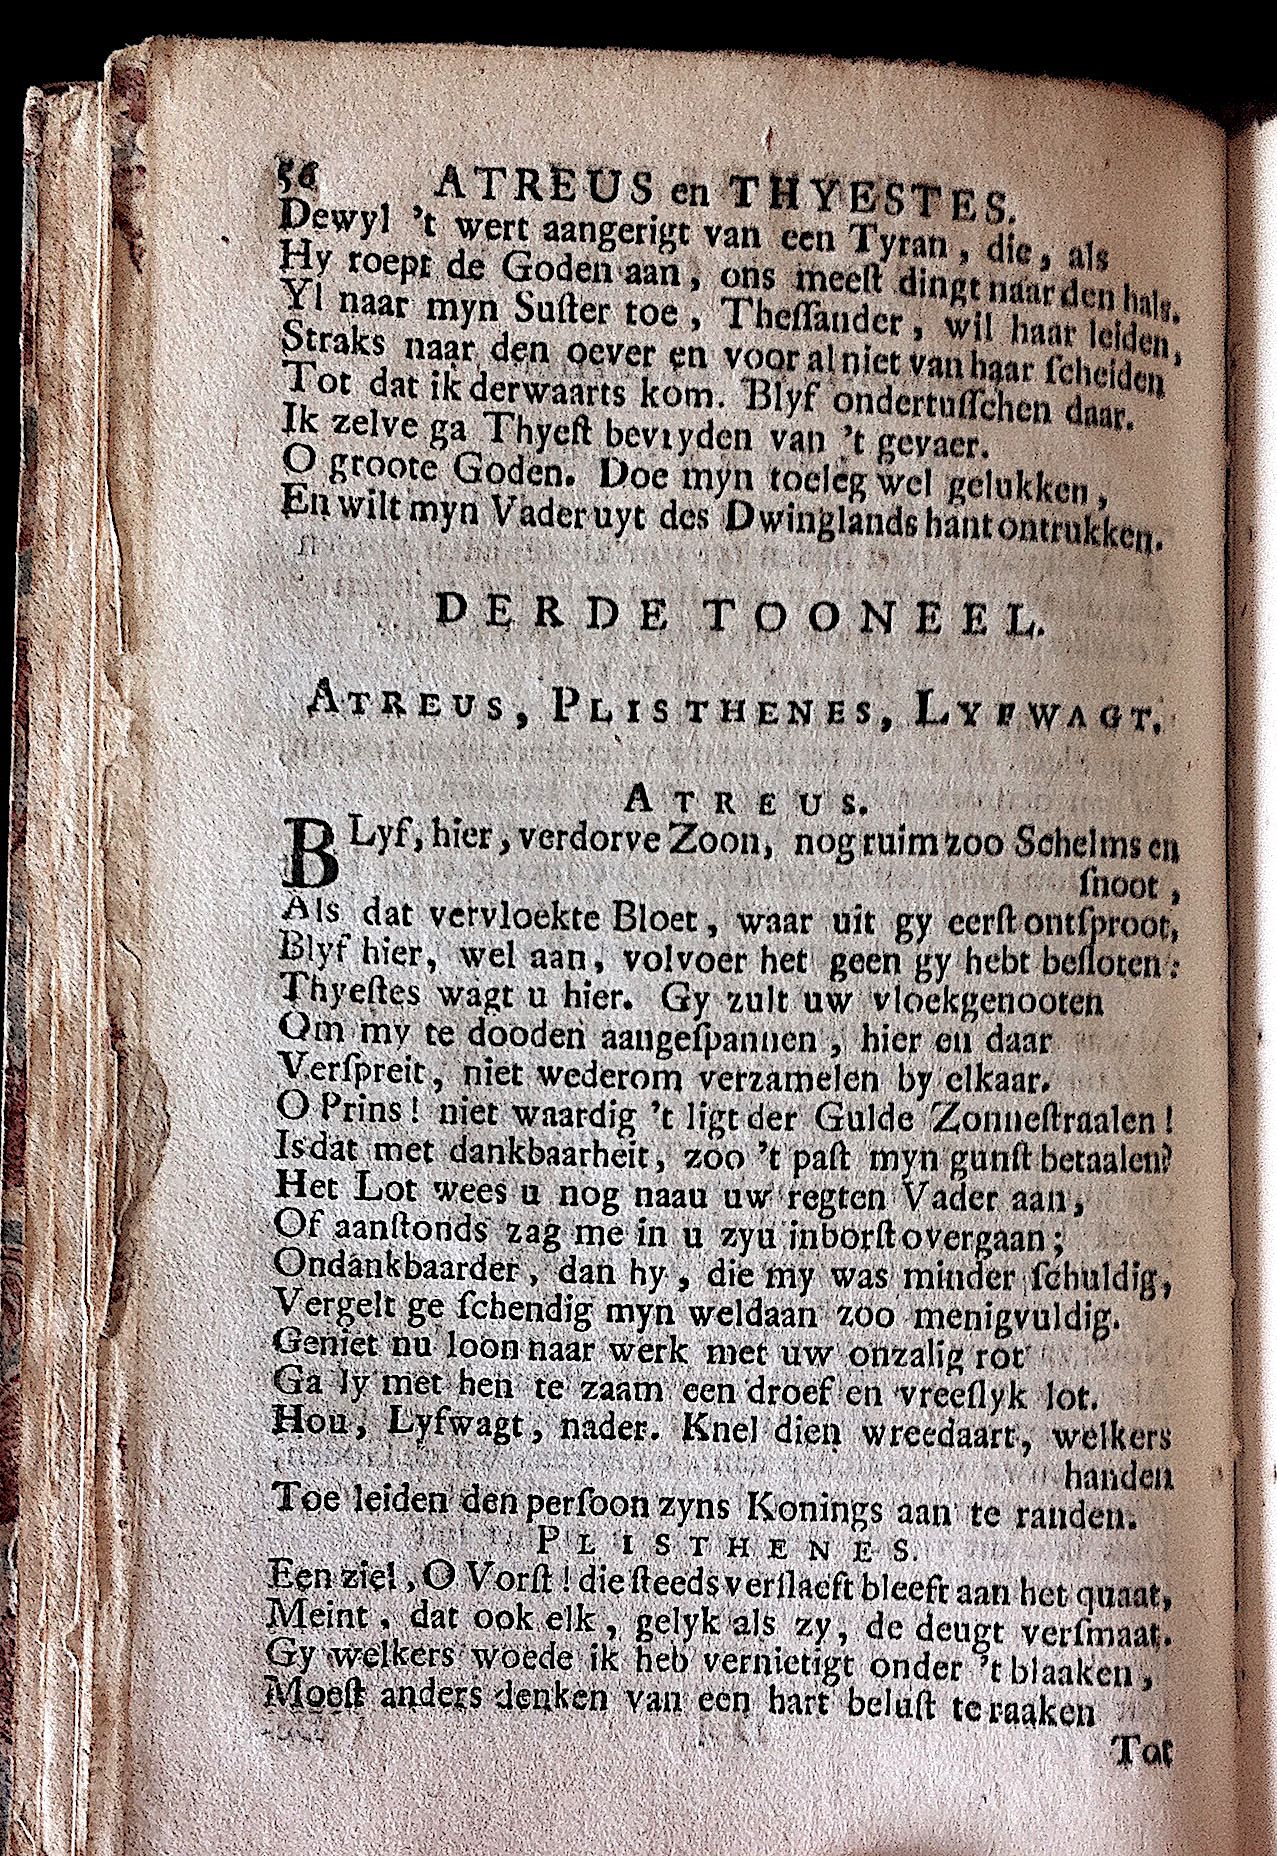 56 ATREUS en THYESTES.
Dewyl 't wert aangerigt van een Tyran, die, als
Hy roept de Goden aan, ons meeſt dingt naar den hals.
Yl naar myn Suſter toe, Theſſander, wil haar leiden,
Straks naar den oever en voor al niet van haar ſcheiden
Tot dat ik derwaarts kom. Blyf ondertuſſchen daar.
Ik zelve ga Thyeſt bevryden van 't gevaer.
O groote Goden. Doe myn toeleg wel gelukken,
En wilt myn Vader uyt des Dwinglands hant ontrukken.
DERDE TOONEEL.
ATREUS, PLISTHENES, LYFWAGT.
ATREUS.
BLyf, hier, verdorve Zoon, nog ruim zoo Schelms en
ſnoot,
Als dat vervloekte Bloet, waar uit gy eerſt ontſproot,
Blyf hier, wel aan, volvoer het geen gy hebt beſloten:
Thyeſtes wagt u hier. Gy zult uw vloekgenooten
Om my te dooden aangeſpannen, hier en daar
Verſpreit, niet wederom verzamelen by elkaar.
O Prins! niet waardig 't ligt der Gulde Zonneſtraalen!
Is dat met dankbaarheit, zoo 't paſt myn gunſt betaalen?
Het Lot wees u nog naau uw regten Vader aan,
Of aanſtonds zag me in u zyn inborſt overgaan;
Ondankbaarder, dan hy, die my was minder ſchuldig,
Vergelt ge ſchendig myn weldaan zoo menigvuldig.
Geniet nu loon naar werk met uw onzalig rot
Ga ly met hen te zaam een droef en vreeſlyk lot.
Hou, Lyfwagt, nader. Knel dien wreedaart, welkers
handen
Toe leiden den perſoon zyns Konings aan te randen.
PLISTHENES.
Een ziel, O Vorſt! die ſteeds verſlaeft bleeft aan het quaat,
Meint, dat ook elk, gelyk als zy, de deugt verſmaat.
Gy welkers woede ik heb vernietigt onder 't blaaken,
Moeſt anders denken van een hart beluſt te raaken
Tot